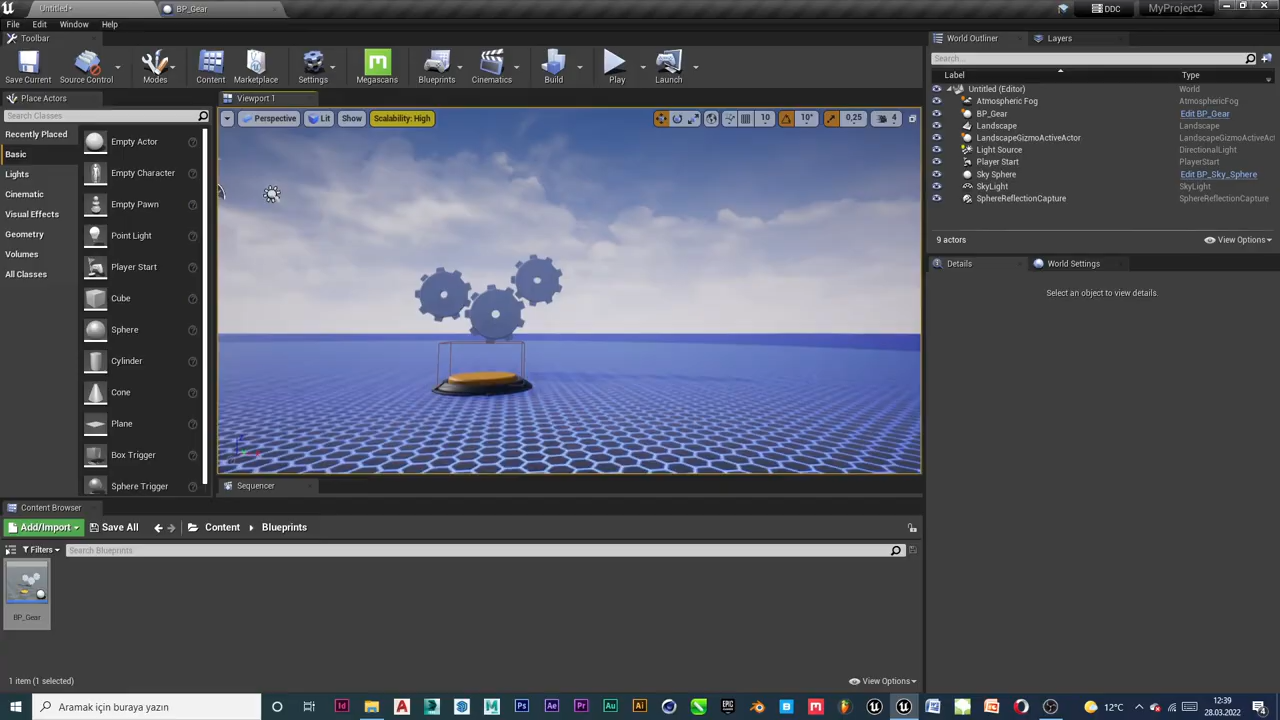 Untitled*
BP_Gear
DDC
MyProject2
File Edit Window Help
Toolbar
Save Current
Source Control
Modes
Content
Marketplace
Settings
Megascans
Blueprints
Cinematics
Build
Play
Launch
Place Actors
Search Classes
Recently Placed
Basic
Lights
Cinematic
Visual Effects
Geometry
Volumes
All Classes
Empty Actor
Empty Character
Empty Pawn
Point Light
Player Start
Cube
Sphere
Cylinder
Cone
Plane
Box Trigger
Sphere Trigger
Viewport 1
Perspective Lit Show Scalability: High
10 10° 0,25 4
Sequencer
World Outliner Layers
Search...
Label Type
Untitled (Editor) World
Atmospheric Fog AtmosphericFog
BP_Gear Edit BP_Gear
Landscape Landscape
LandscapeGizmoActiveActor LandscapeGizmoAct
Light Source DirectionalLight
Player Start PlayerStart
Sky Sphere Edit BP_Sky_Sphere
SkyLight SkyLight
SphereReflectionCapture SphereReflectionCapture
9 actors View Options
Details World Settings
Select an object to view details.
Content Browser
Add/Import Save All Content Blueprints
Filters Search Blueprints
BP_Gear
1 item (1 selected) View Options
Aramak için buraya yazın
12°C
12:39
28.03.2022